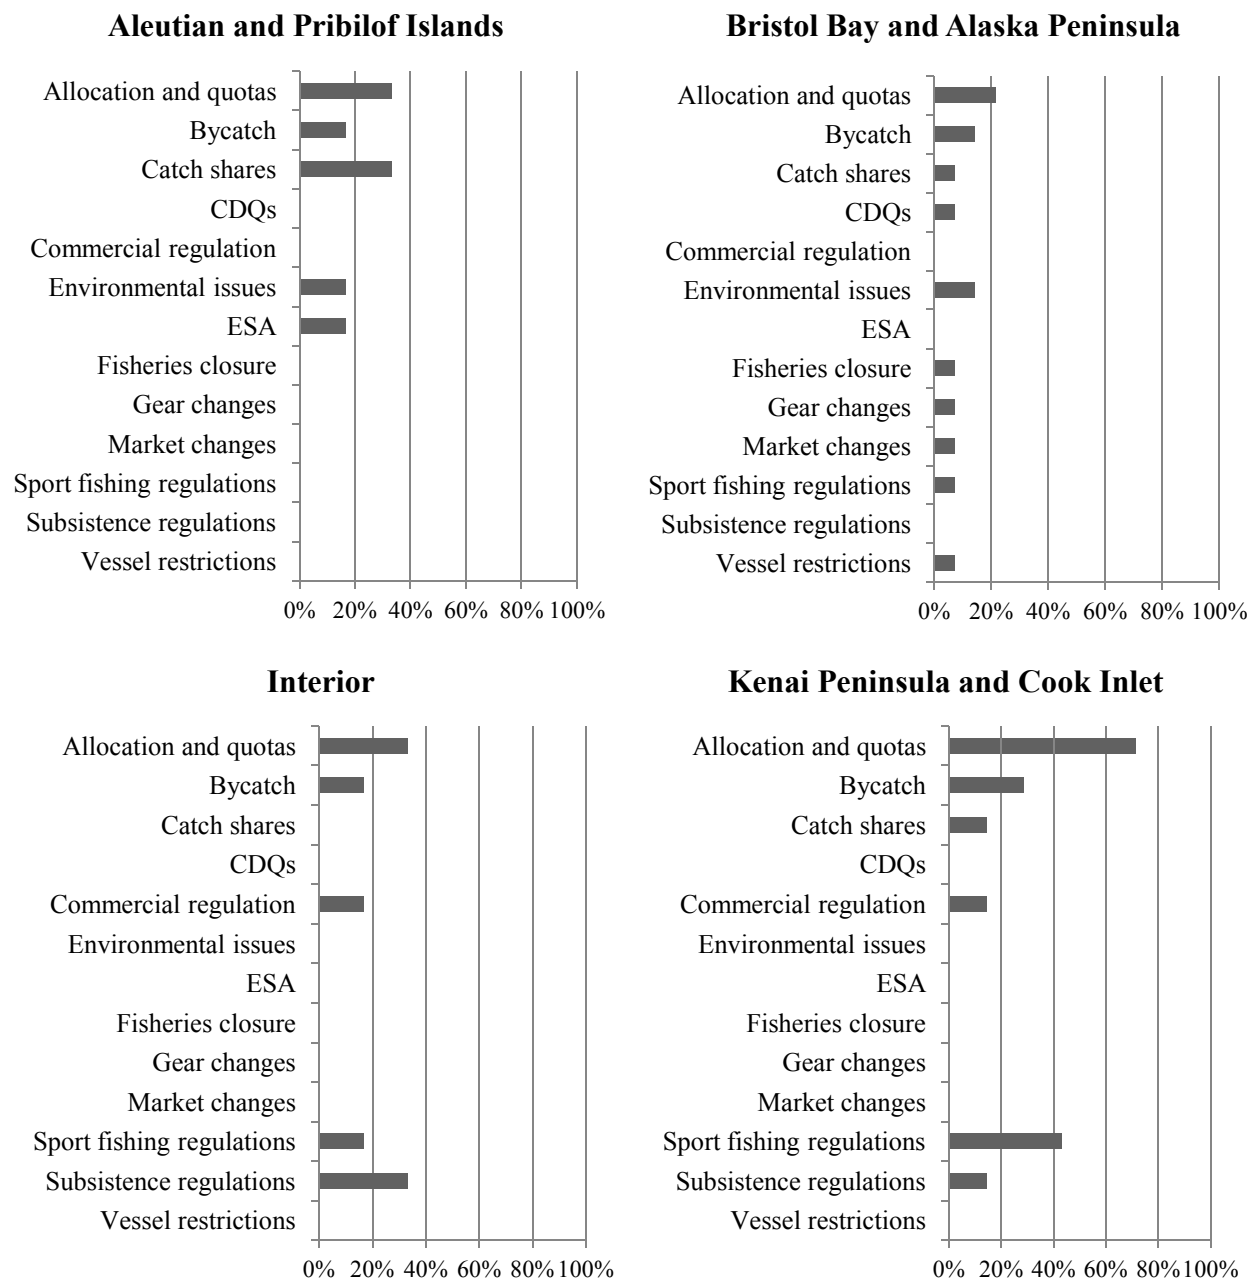 Aleutian and Pribilof Islands
Allocation and quotas
Bycatch
Catch shares
CDQs
Commercial regulation
Environmental issues
ESA
Fisheries closure
Gear changes
Market changes
Sport fishing regulations
Subsistence regulations
Vessel restrictions
0% 20% 40% 60% 80% 100%
Bristol Bay and Alaska Peninsula
Allocation and quotas
Bycatch
Catch shares
CDQs
Commercial regulation
Environmental issues
ESA
Fisheries closure
Gear changes
Market changes
Sport fishing regulations
Subsistence regulations
Vessel restrictions
0% 20% 40% 60% 80% 100%
Interior
Allocation and quotas
Bycatch
Catch shares
CDQs
Commercial regulation
Environmental issues
ESA
Fisheries closure
Gear changes
Market changes
Sport fishing regulations
Subsistence regulations
Vessel restrictions
0% 20% 40% 60% 80% 100%
Kenai Peninsula and Cook Inlet
Allocation and quotas
Bycatch
Catch shares
CDQs
Commercial regulation
Environmental issues
ESA
Fisheries closure
Gear changes
Market changes
Sport fishing regulations
Subsistence regulations
Vessel restrictions
0% 20% 40% 60% 80% 100%